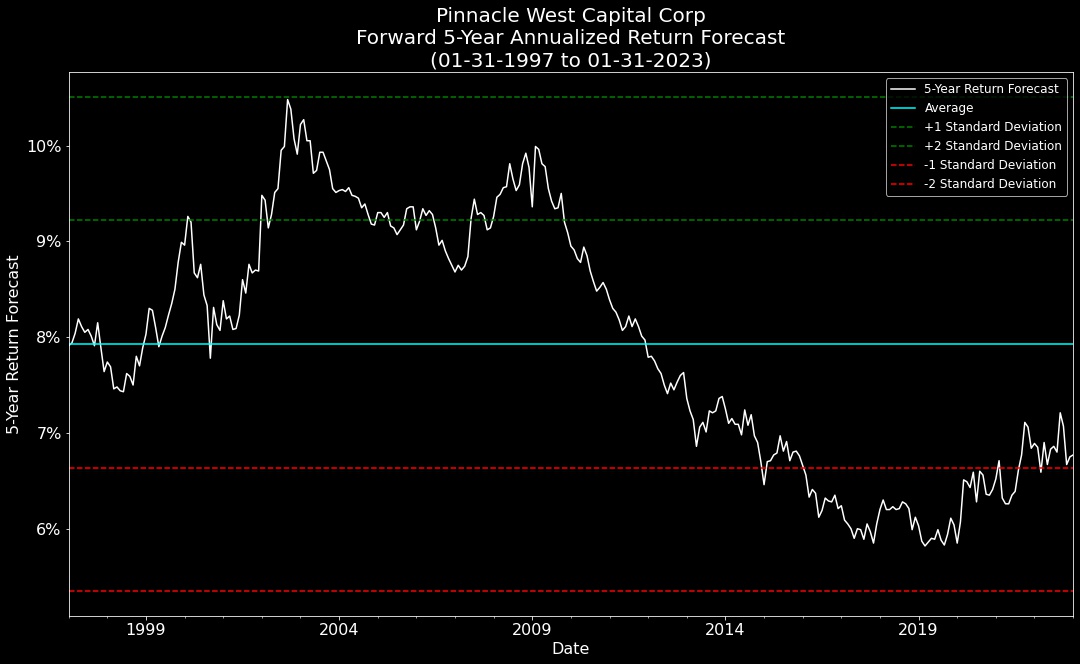 Pinnacle West Capital Corp
Forward 5-Year Annualized Return Forecast
(01-31-1997 to 01-31-2023)
5-Year Return Forecast
Average
+1 Standard Deviation
+2 Standard Deviation
-1 Standard Deviation
-2 Standard Deviation
10%
9%
8%
7%
6%
5-Year Return Forecast
1999
2004
2009
2014
2019
Date